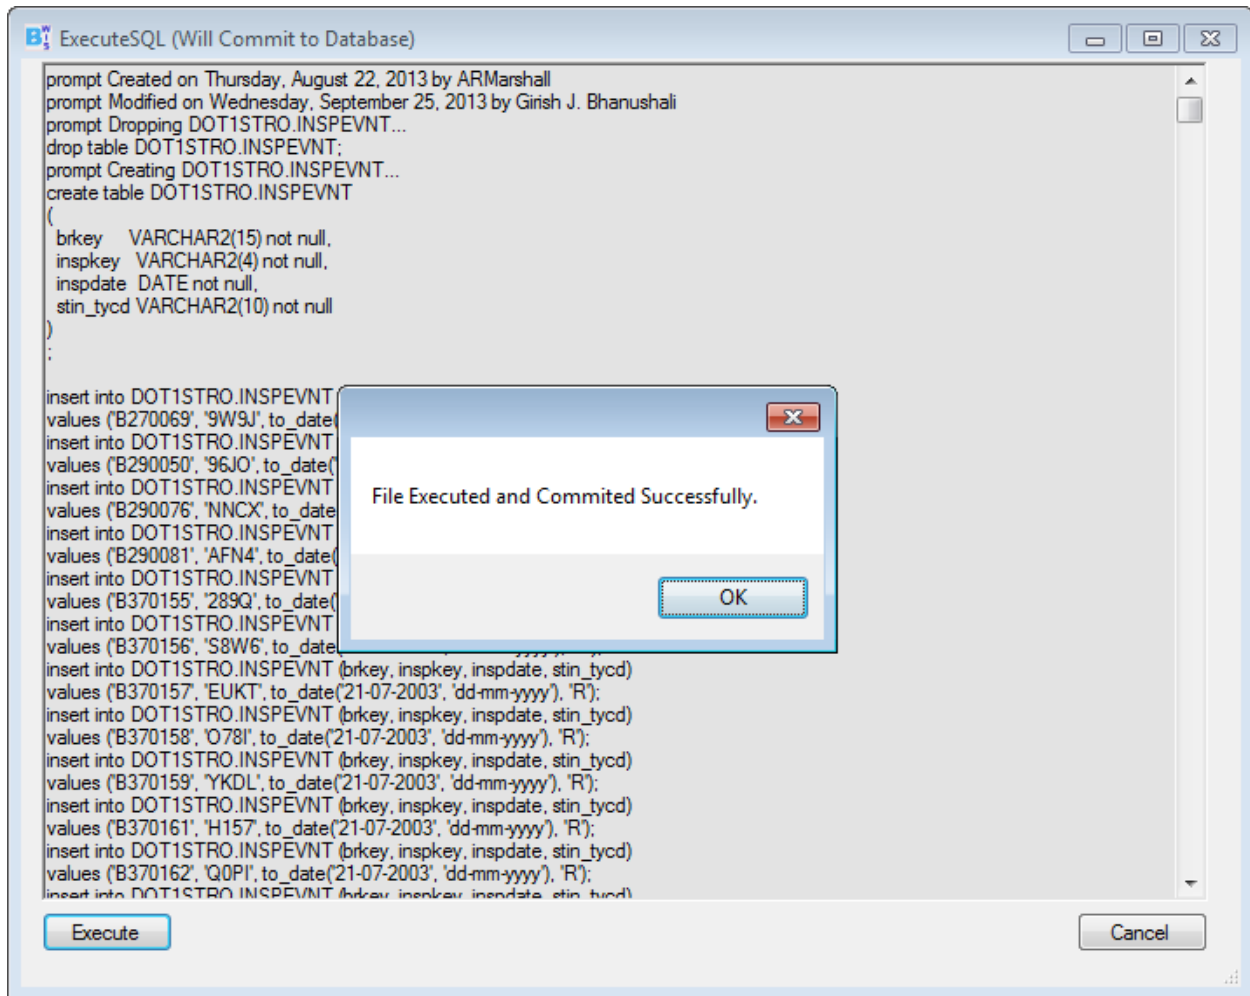 ExecuteSQL (Will Commit to Database)
prompt Created on Thursday, August 22, 2013 by ARMarshall
prompt Modified on Wednesday, September 25, 2013 by Girish J. Bhanushali
prompt Dropping DOT1STRO.INSPEVNT...
drop table DOT1STRO.INSPEVNT;
prompt Creating DOT1STRO.INSPEVNT...
create table DOT1STRO.INSPEVNT
(
brkey VARCHAR2(15) not null,
inspkey VARCHAR2(4) not null,
inspdate DATE not null,
stin_tycd VARCHAR2(10) not null
)
;
insert into DOT1STRO.INSPEVNT
values ('B270069', '9W9J', to_date(
insert into DOT1STRO.INSPEVNT
values ('B290050', '96JO', to_date('
insert into DOT1STRO.INSPEVNT
values ('B290076', 'NNCX', to_date
insert into DOT1STRO.INSPEVNT
values ('B290081', 'AFN4', to_date(
insert into DOT1STRO.INSPEVNT
values ('B370155', '289Q', to_date(
insert into DOT1STRO.INSPEVNT
values ('B370156', 'S8W6', to_date(
insert into DOT1STRO.INSPEVNT (brkey, inspkey, inspdate, stin_tycd)
values ('B370157', 'EUKT', to_date('21-07-2003', 'dd-mm-yyyy'), 'R');
insert into DOT1STRO.INSPEVNT (brkey, inspkey, inspdate, stin_tycd)
values ('B370158', 'O78I', to_date('21-07-2003', 'dd-mm-yyyy'), 'R');
insert into DOT1STRO.INSPEVNT (brkey, inspkey, inspdate, stin_tycd)
values ('B370159', 'YKDL', to_date('21-07-2003', 'dd-mm-yyyy'), 'R');
insert into DOT1STRO.INSPEVNT (brkey, inspkey, inspdate, stin_tycd)
values ('B370161', 'H157', to_date('21-07-2003', 'dd-mm-yyyy'), 'R');
insert into DOT1STRO.INSPEVNT (brkey, inspkey, inspdate, stin_tycd)
values ('B370162', 'Q0PI', to_date('21-07-2003', 'dd-mm-yyyy'), 'R');
insert into DOT1STRO.INSPEVNT (brkey, inspkey, inspdate, stin_tycd)
File Executed and Commited Successfully.
OK
Execute
Cancel